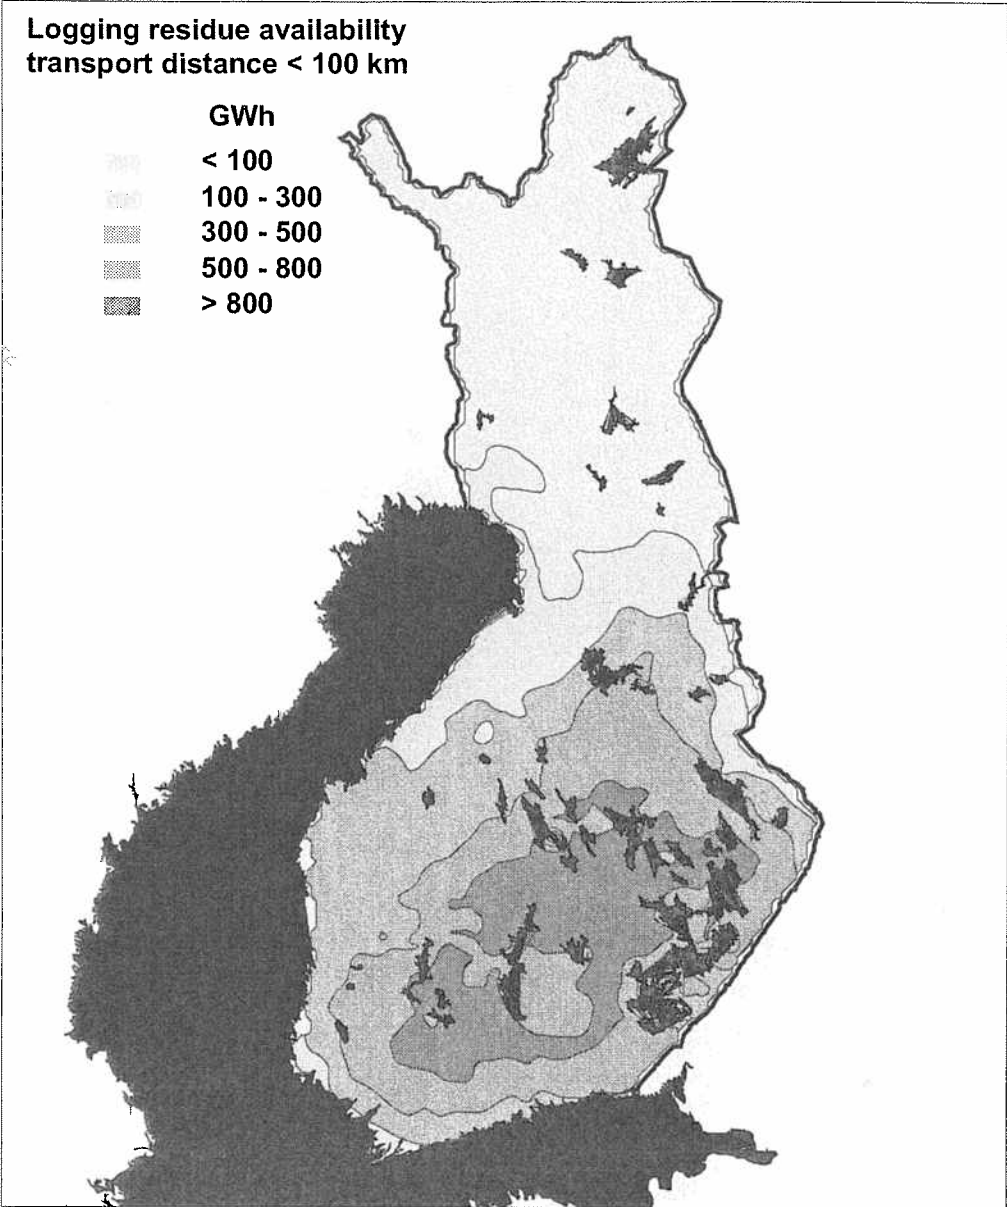 Logging residue availability
transport distance < 100 km
GWh
< 100
100 - 300
300 - 500
500 - 800
> 800